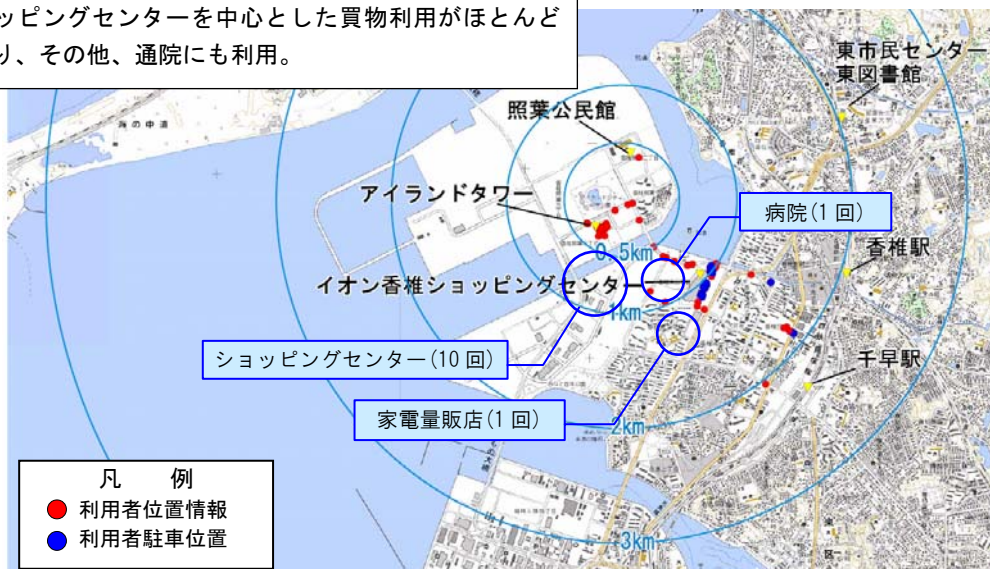 ッピングセンターを中心とした買物利用がほとんど
り、その他、通院にも利用。
東市民センター
東図書館
照葉公民館
海の中道
アイランドタワー
病院(1回)
香椎駅
0.5km
イオン香椎ショッピングセンター
1km
ショッピングセンター(10回)
千早駅
家電量販店(1回)
2km
凡 例
利用者位置情報
利用者駐車位置
3km